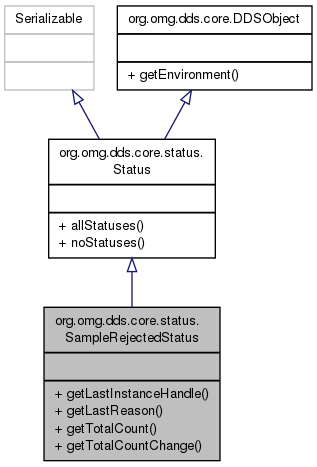 Serializable
org.omg.dds.core.DDSObject
+ getEnvironment()
org.omg.dds.core.status.
Status
+ allStatuses()
+ noStatuses()
org.omg.dds.core.status.
SampleRejectedStatus
+ getLastInstanceHandle()
+ getLastReason()
+ getTotalCount()
+ getTotalCountChange()